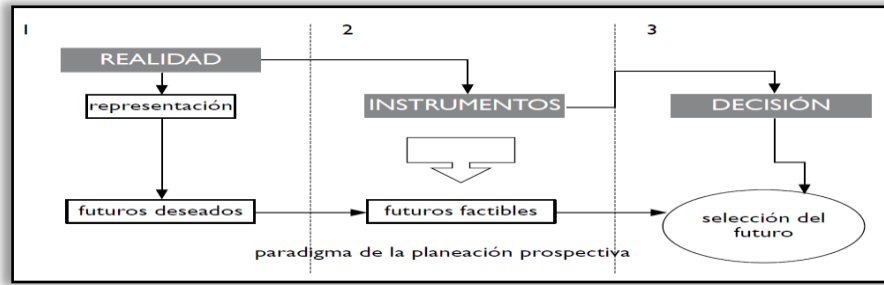 1
2
3
REALIDAD
representación
INSTRUMENTOS
DECISIÓN
futuros deseados
futuros factibles
selección del
futuro
paradigma de la planeación prospectiva